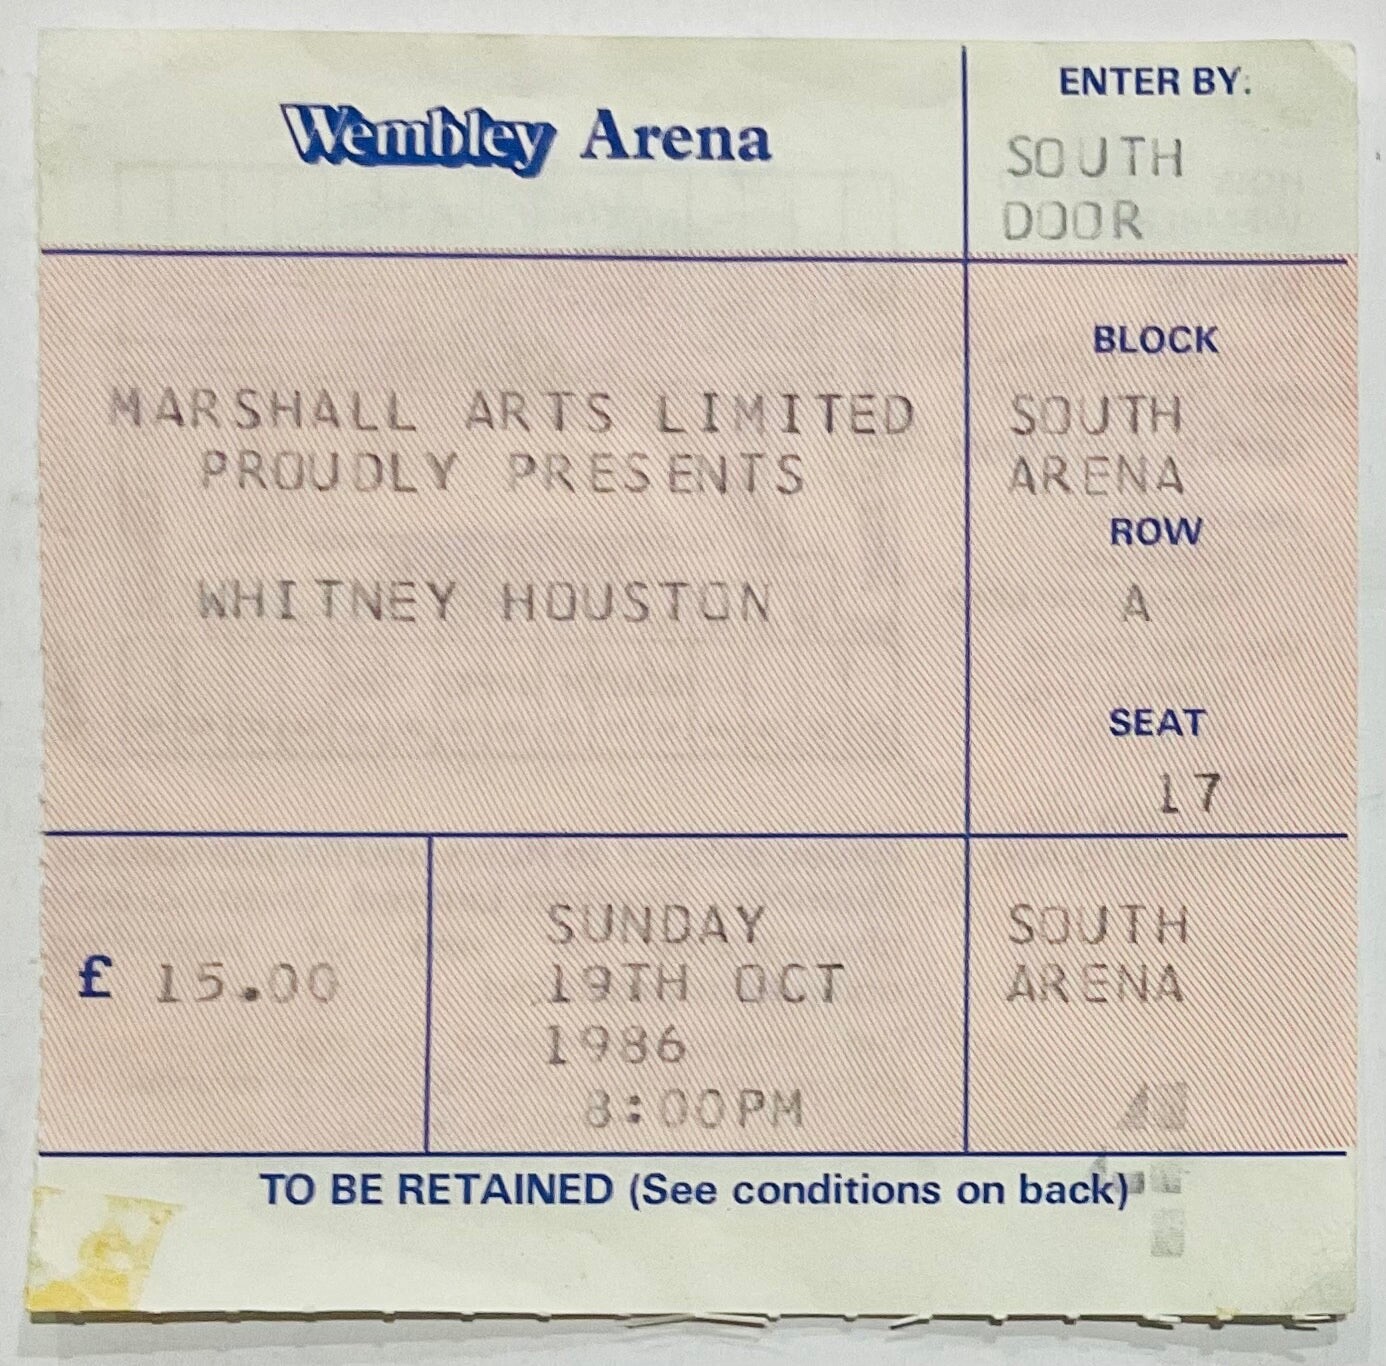 Wembley Arena
ENTER BY:
SOUTH
DOOR
MARSHALL ARTS LIMITED
PROUDLY PRESENTS
WHITNEY HOUSTON
BLOCK
SOUTH
ARENA
ROW
A
SEAT
17
£ 15.00
SUNDAY
19TH OCT
1986
8:00PM
SOUTH
ARENA
TO BE RETAINED (See conditions on back)